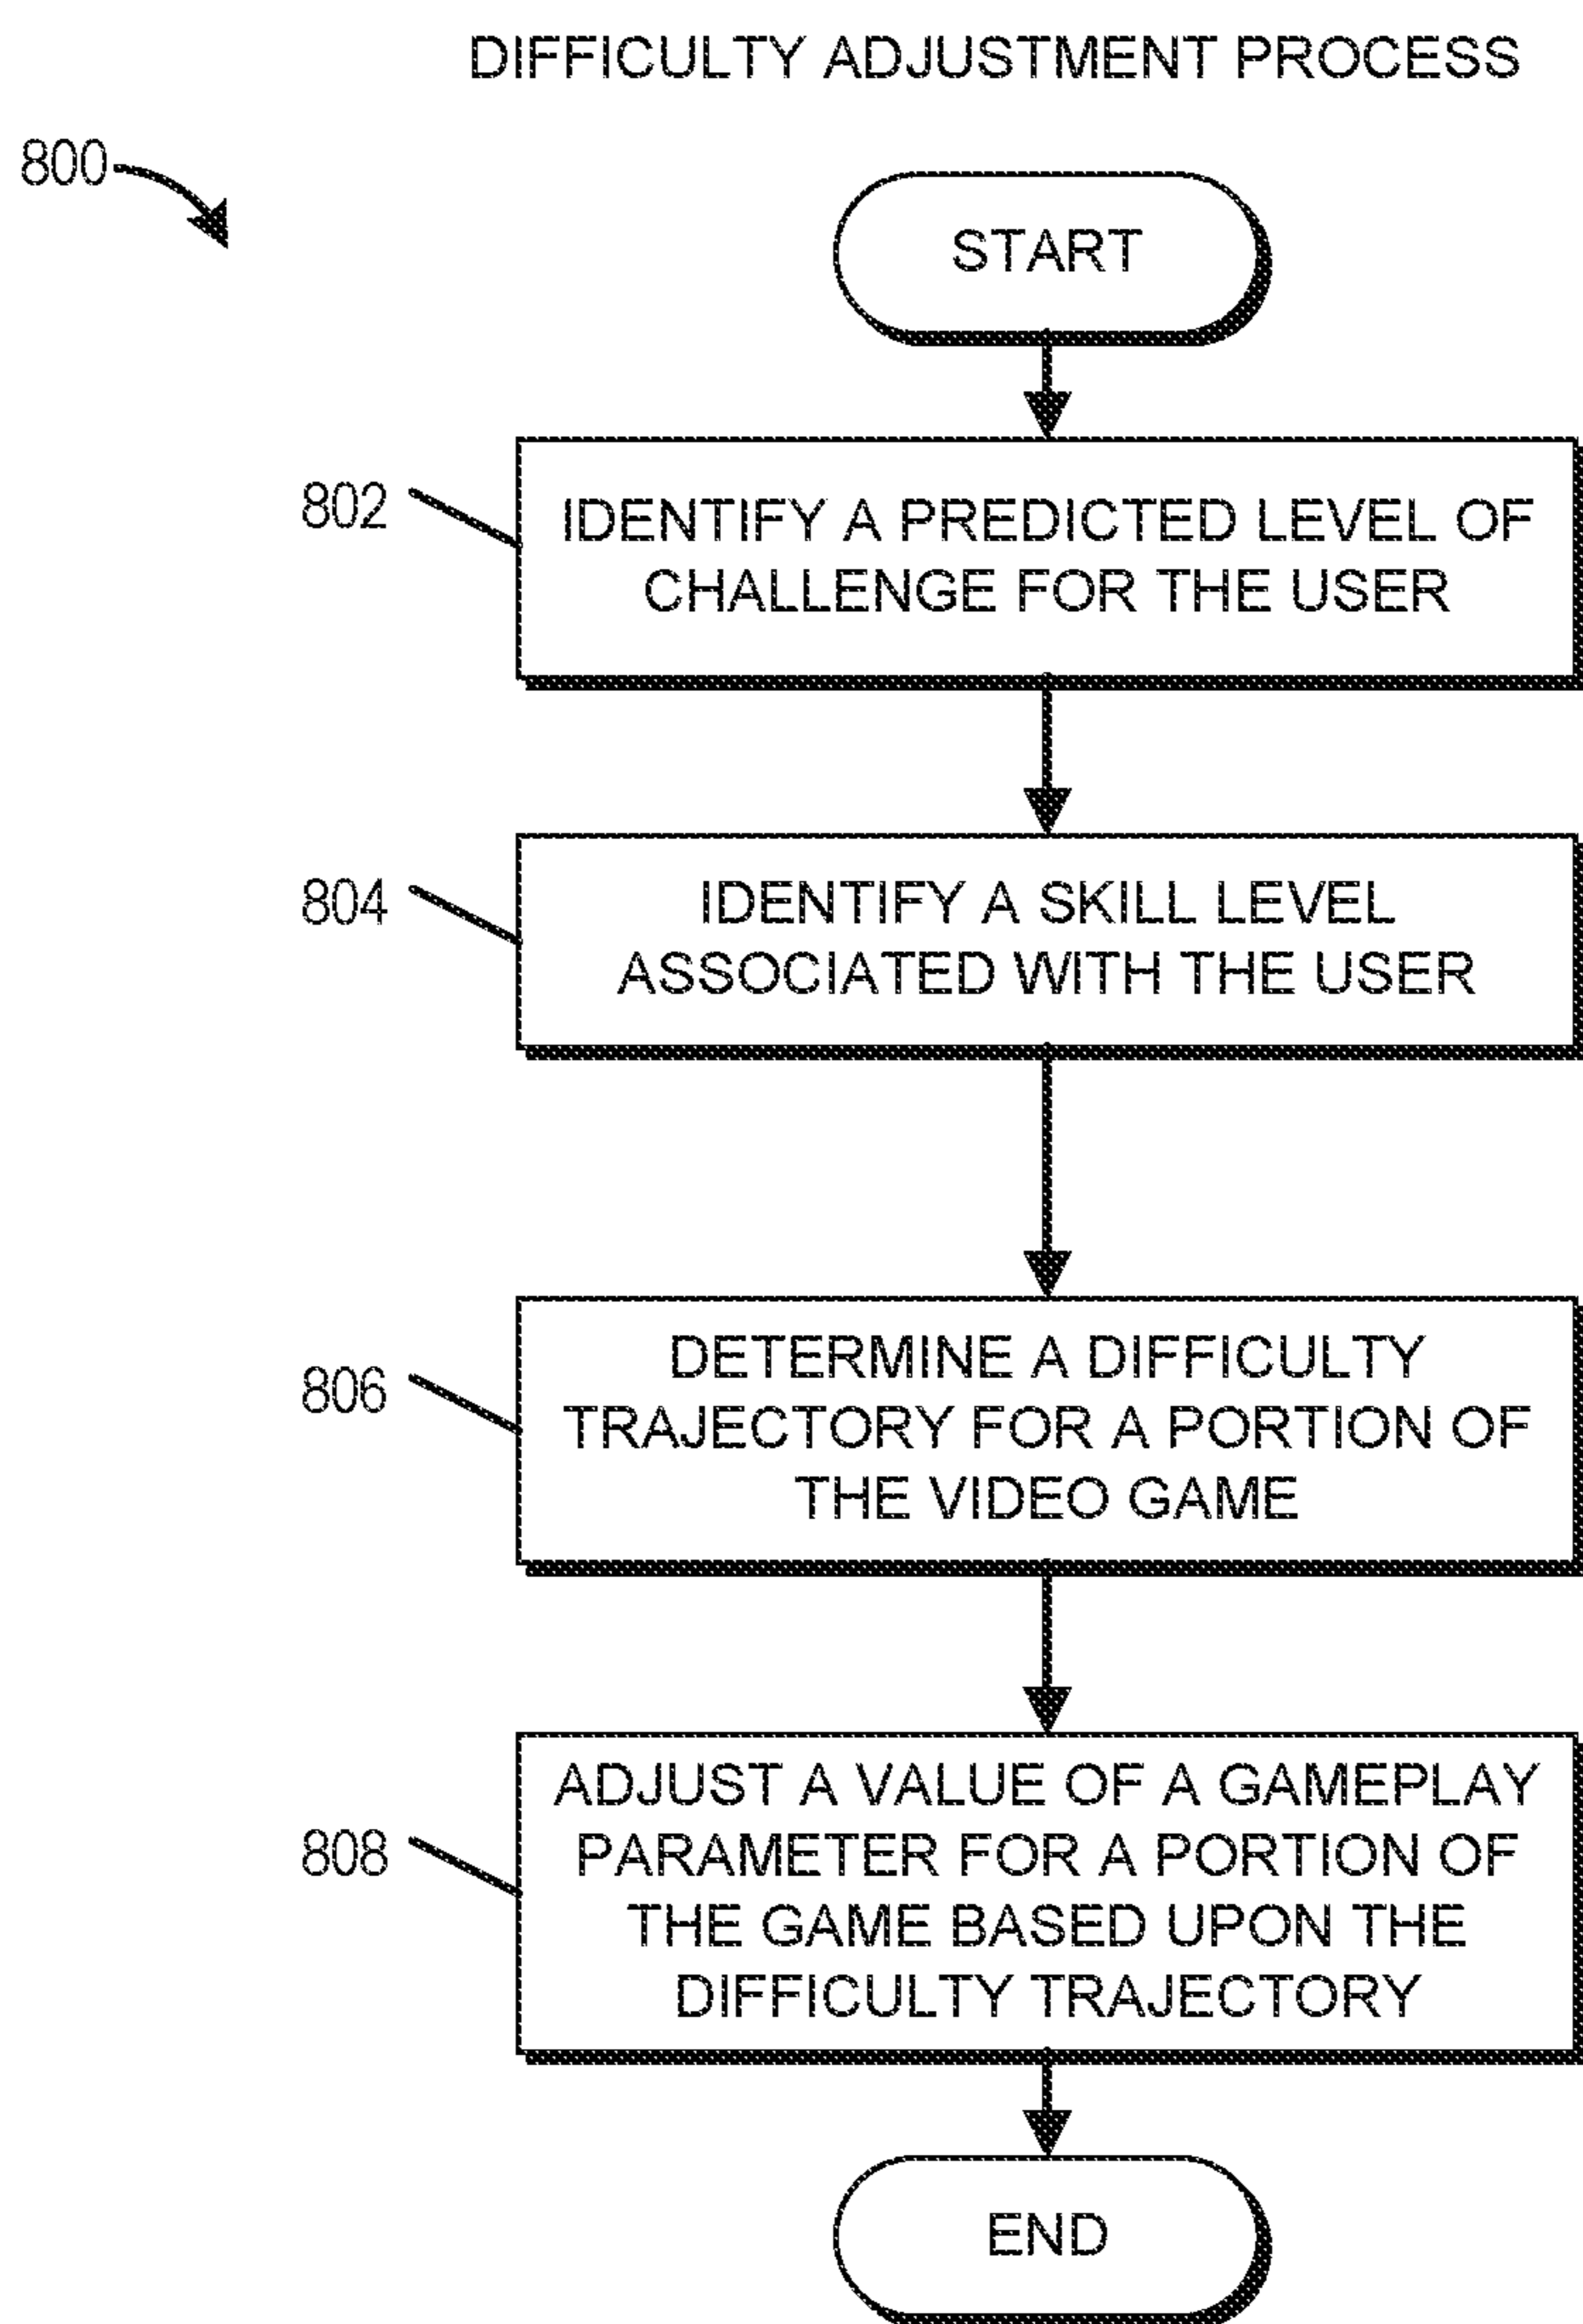 DIFFICULTY ADJUSTMENT PROCESS
800
START
802
IDENTIFY A PREDICTED LEVEL OF
CHALLENGE FOR THE USER
804
IDENTIFY A SKILL LEVEL
ASSOCIATED WITH THE USER
806
DETERMINE A DIFFICULTY
TRAJECTORY FOR A PORTION OF
THE VIDEO GAME
808
ADJUST A VALUE OF A GAMEPLAY
PARAMETER FOR A PORTION OF
THE GAME BASED UPON THE
DIFFICULTY TRAJECTORY
END